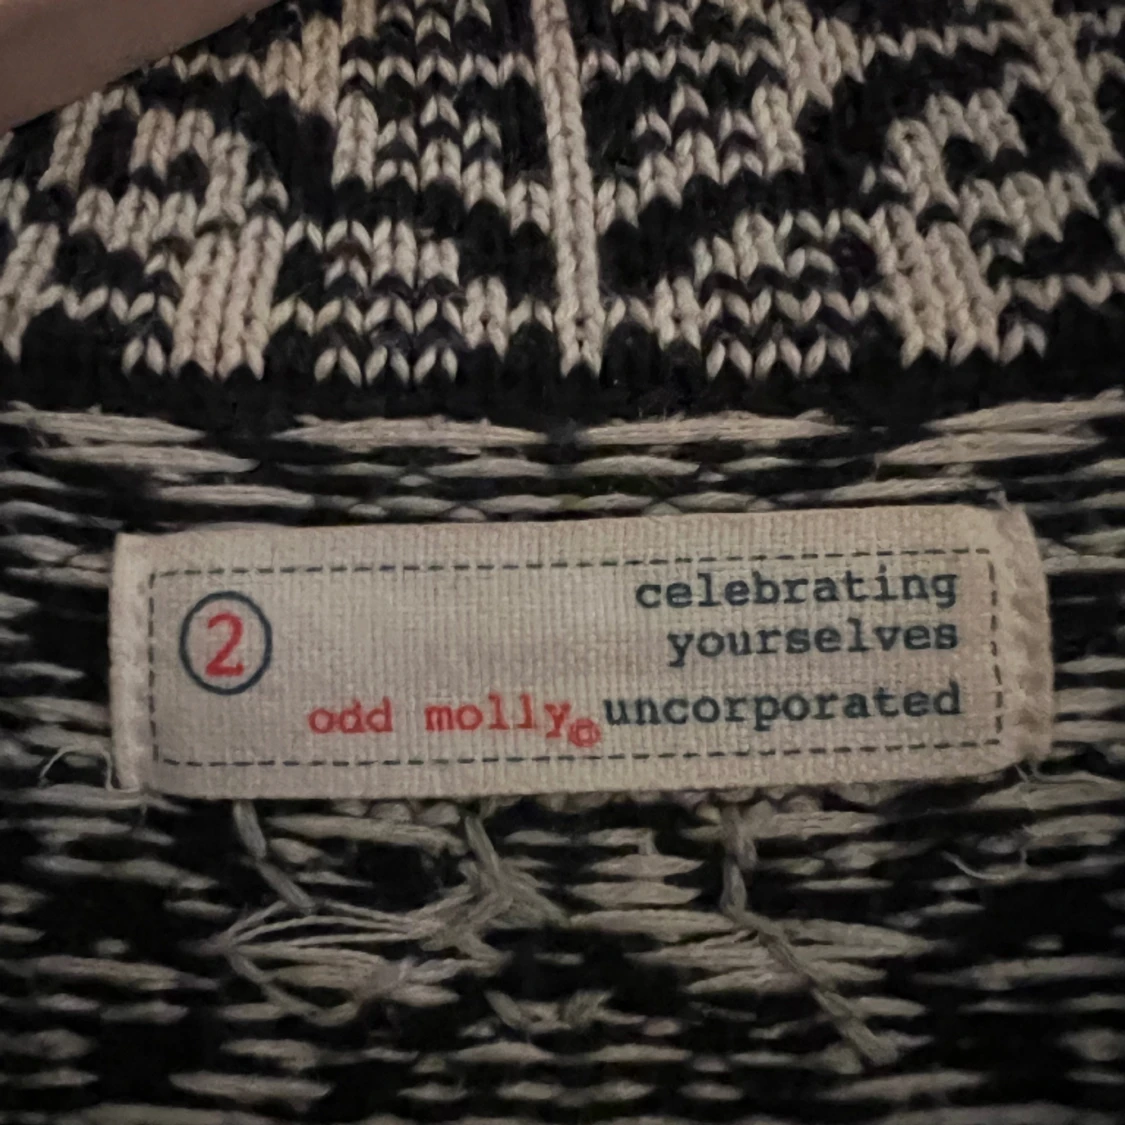 2
celebrating
yourselves
odd molly© uncorporated